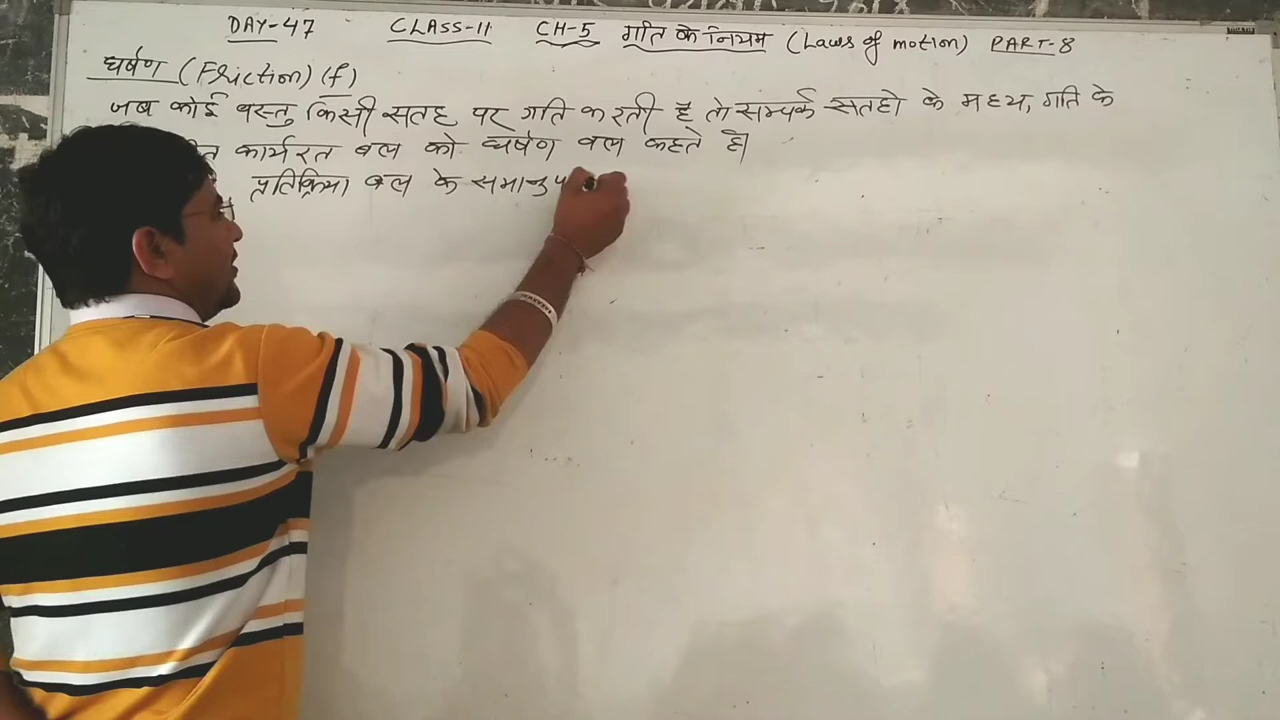 DAY-47 CLASS-11 CH-5 गति के नियम (Laws of motion) PART-8
घर्षण (Friction) (f)
जब कोई वस्तु किसी सतह पर गति करती है तो सम्पर्क सतहो के मध्य, गति के
कार्यरत बल को घर्षण बल कहते है।
प्रतिक्रिया बल के समानुप